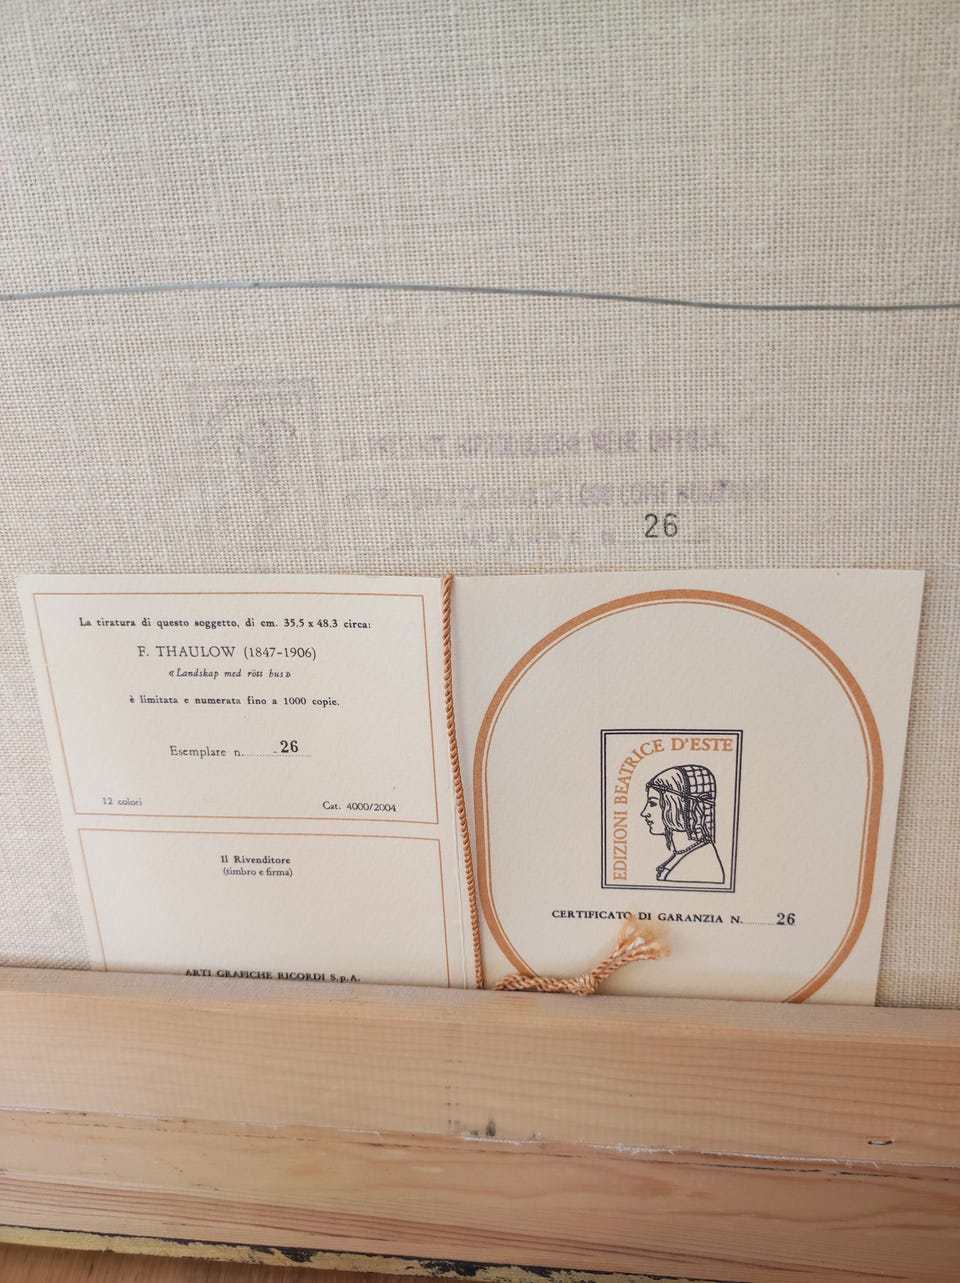 26
La tiratura di questo soggetto, di cm. 35,5 x 48,3 circa:
F. THAULOW (1847-1906)
«Landskap med rött hus»
è limitata e numerata fino a 1000 copie.
Esemplare n. 26
12 colori
Cat. 4000/2004
Il Rivenditore
(timbro e firma)
ARTI GRAFICHE RICORDI S.p.A.
EDIZIONI BEATRICE D'ESTE
CERTIFICATO DI GARANZIA N. 26